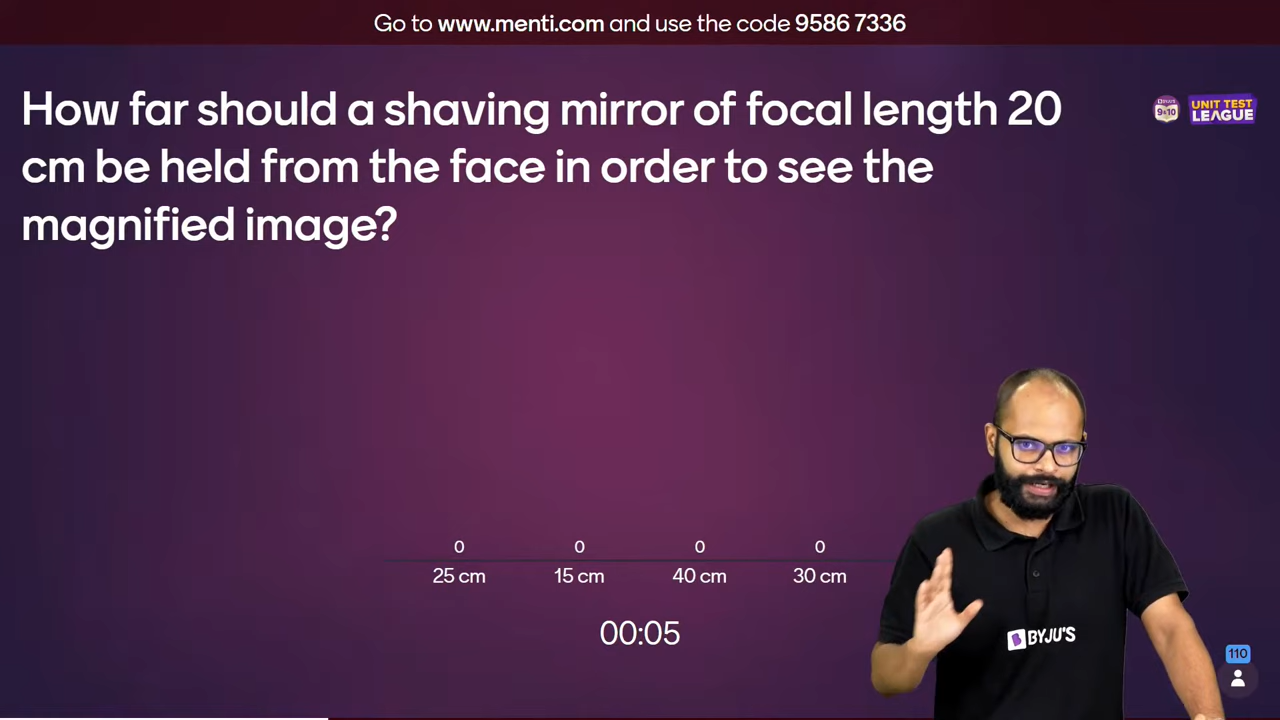 Go to www.menti.com and use the code 9586 7336
How far should a shaving mirror of focal length 20
cm be held from the face in order to see the
magnified image?
UNIT TEST
LEAGUE
9&10
0 0 0 0
25 cm 15 cm 40 cm 30 cm
00:05
BYJU'S
110